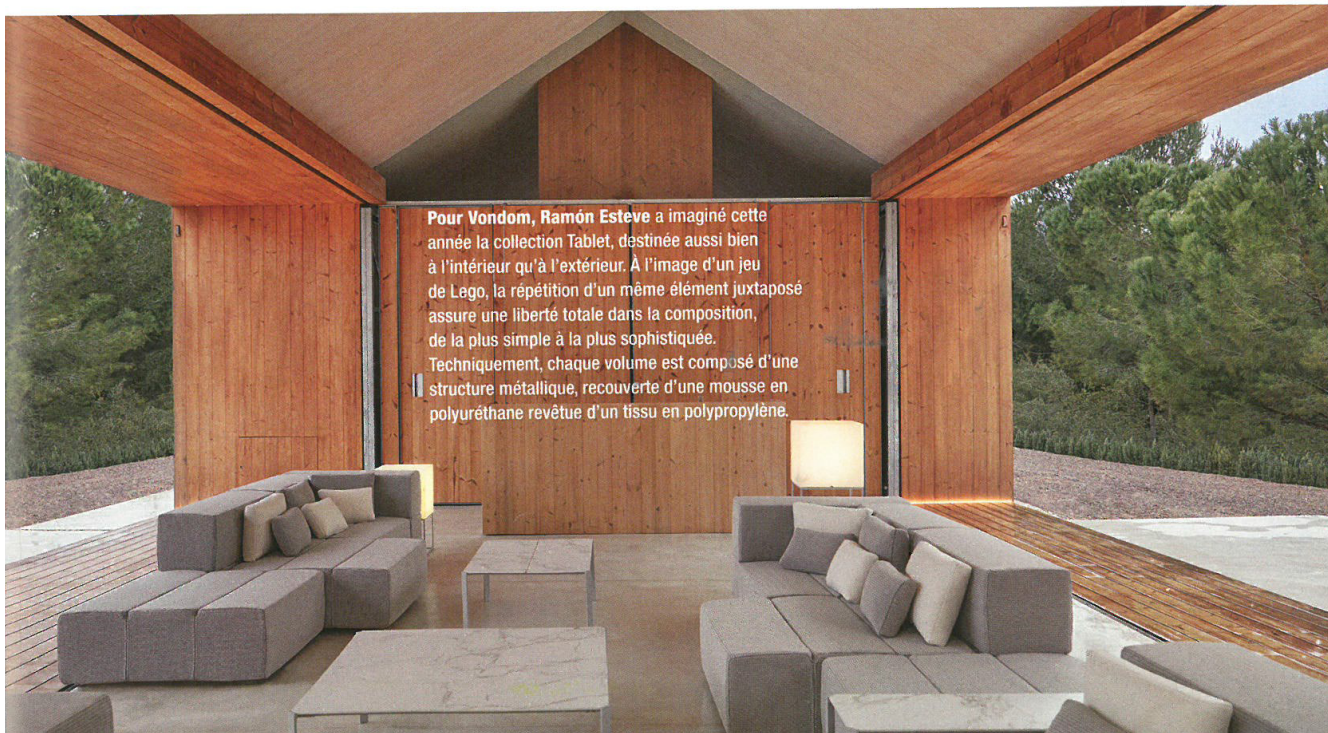 Pour Vondom, Ramón Esteve a imaginé cette
année la collection Tablet, destinée aussi bien
à l'intérieur qu'à l'extérieur. À l'image d'un jeu
de Lego, la répétition d'un même élément juxtaposé
assure une liberté totale dans la composition,
de la plus simple à la plus sophistiquée.
Techniquement, chaque volume est composé d'une
structure métallique, recouverte d'une mousse en
polyuréthane revêtue d'un tissu en polypropylène.